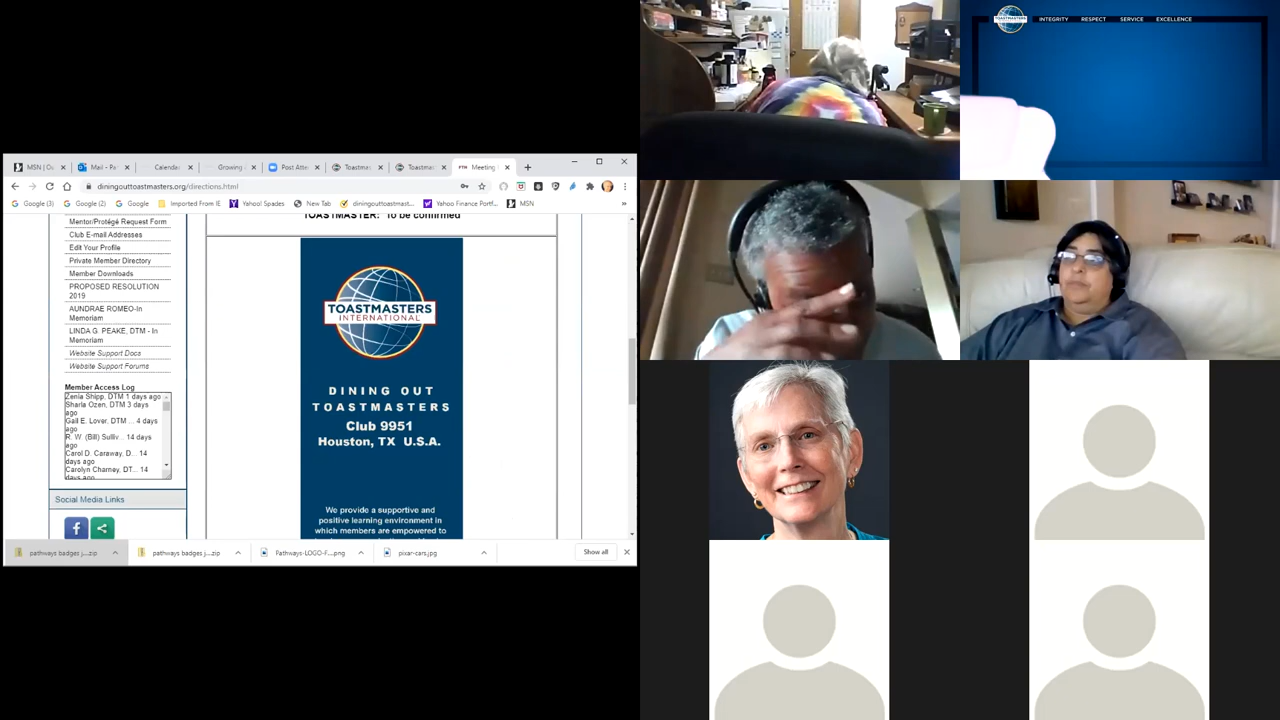 MSN | Ou
Mail - Pa
Calendar
Growing
Post Atte
Toastmas
Toastmas
Meeting
diningouttoastmasters.org/directions.html
Google (3)
Google (2)
Google
Imported From IE
Yahoo! Spades
New Tab
diningouttoastmast...
Yahoo Finance Portf...
MSN
»
Mentor/Protégé Request Form
Club E-mail Addresses
Edit Your Profile
Private Member Directory
Member Downloads
PROPOSED RESOLUTION
2019
AUNDRAE ROMEO-In
Memoriam
LINDA G PEAKE, DTM - In
Memoriam
Website Support Docs
Website Support Forums
Member Access Log
Zenia Shipp, DTM 1 days ago
Sharla Ozen, DTM 3 days
ago
Gail E. Lover, DTM ... 4 days
ago
R. W. (Bill) Sulliv... 14 days
ago
Carol D. Caraway, D... 14
days ago
Carolyn Charney, DT... 14
days ago
Social Media Links
TOASTMASTER: To be confirmed
TOASTMASTERS
INTERNATIONAL
DINING OUT
TOASTMASTERS
Club 9951
Houston, TX U.S.A.
We provide a supportive and
positive learning environment in
which members are empowered to
pathways badges j....zip
pathways badges j....zip
Pathways-LOGO-F....png
pixar-cars.jpg
Show all
TOASTMASTERS
INTEGRITY RESPECT SERVICE EXCELLENCE